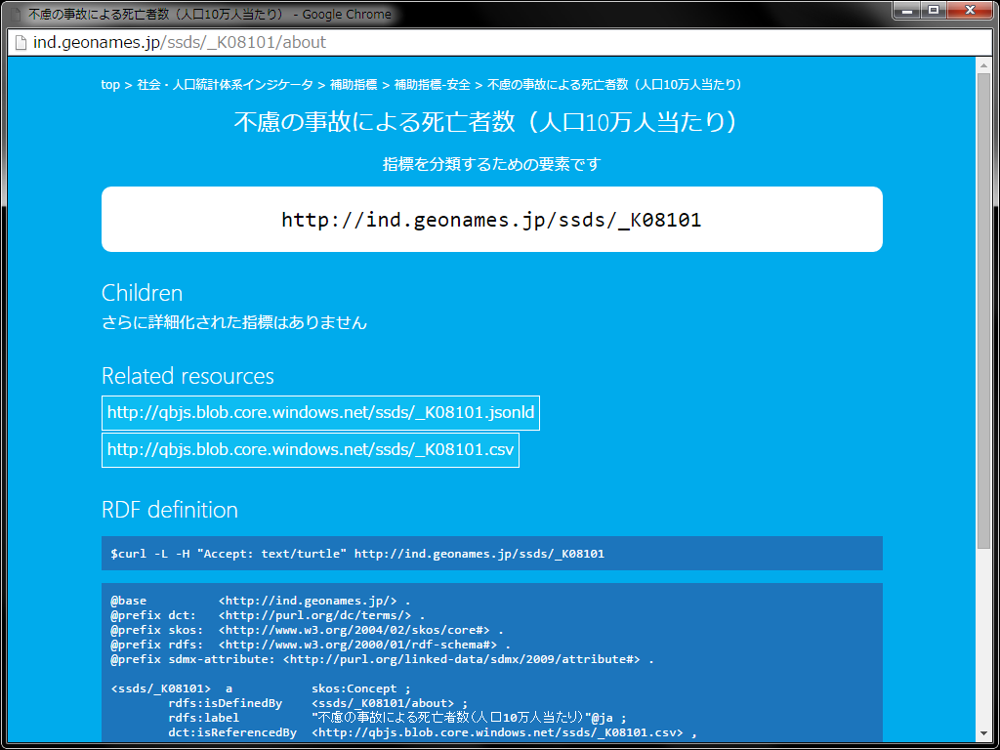 不慮の事故による死亡者数（人口10万人当たり） - Google Chrome
ind.geonames.jp/ssds/_K08101/about
top > 社会・人口統計体系インジケータ > 補助指標 > 補助指標-安全 > 不慮の事故による死亡者数（人口10万人当たり）
不慮の事故による死亡者数（人口10万人当たり）
指標を分類するための要素です
http://ind.geonames.jp/ssds/_K08101
Children
さらに詳細化された指標はありません
Related resources
http://qbjs.blob.core.windows.net/ssds/_K08101.jsonld
http://qbjs.blob.core.windows.net/ssds/_K08101.csv
RDF definition
$curl -L -H "Accept: text/turtle" http://ind.geonames.jp/ssds/_K08101
@base <http://ind.geonames.jp/> .
@prefix dct: <http://purl.org/dc/terms/> .
@prefix skos: <http://www.w3.org/2004/02/skos/core#> .
@prefix rdfs: <http://www.w3.org/2000/01/rdf-schema#> .
@prefix sdmx-attribute: <http://purl.org/linked-data/sdmx/2009/attribute#> .
<ssds/_K08101> a skos:Concept ;
rdfs:isDefinedBy <ssds/_K08101/about> ;
rdfs:label "不慮の事故による死亡者数(人口10万人当たり)"@ja ;
dct:isReferencedBy <http://qbjs.blob.core.windows.net/ssds/_K08101.csv> ,